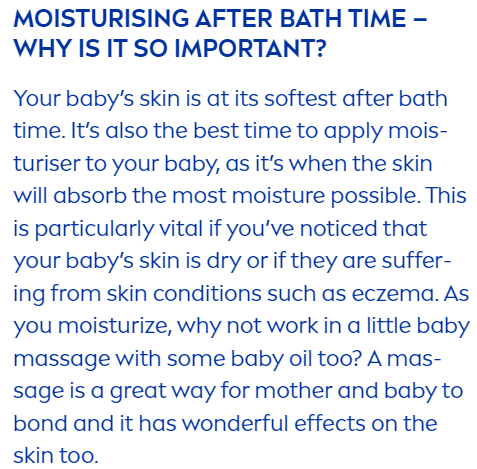 MOISTURISING AFTER BATH TIME –
WHY IS IT SO IMPORTANT?
Your baby's skin is at its softest after bath
time. It's also the best time to apply mois-
turiser to your baby, as it's when the skin
will absorb the most moisture possible. This
is particularly vital if you've noticed that
your baby's skin is dry or if they are suffer-
ing from skin conditions such as eczema. As
you moisturize, why not work in a little baby
massage with some baby oil too? A mas-
sage is a great way for mother and baby to
bond and it has wonderful effects on the
skin too.